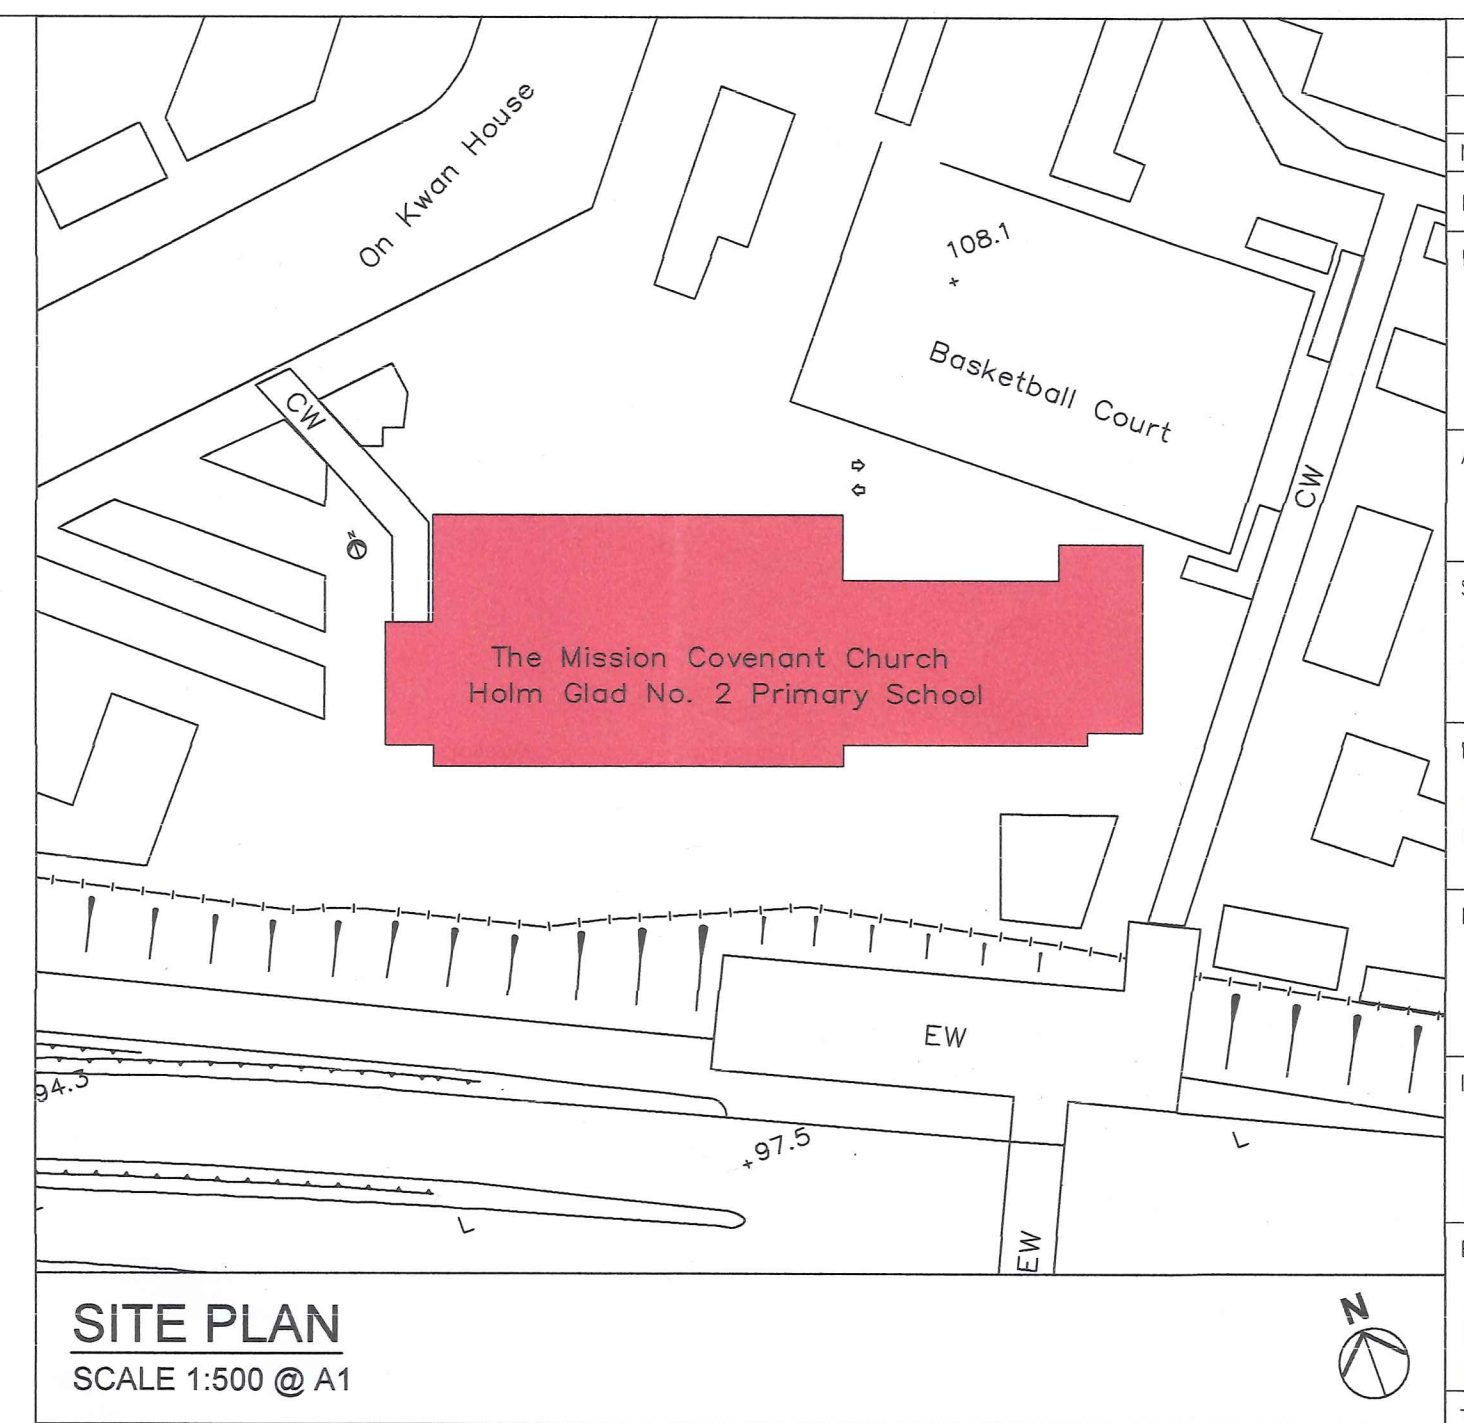 On Kwan House
108.1
Basketball Court
CW
CW
N
The Mission Covenant Church
Holm Glad No. 2 Primary School
EW
94.3
97.5
L
L
EW
SITE PLAN
SCALE 1:500 @ A1
N